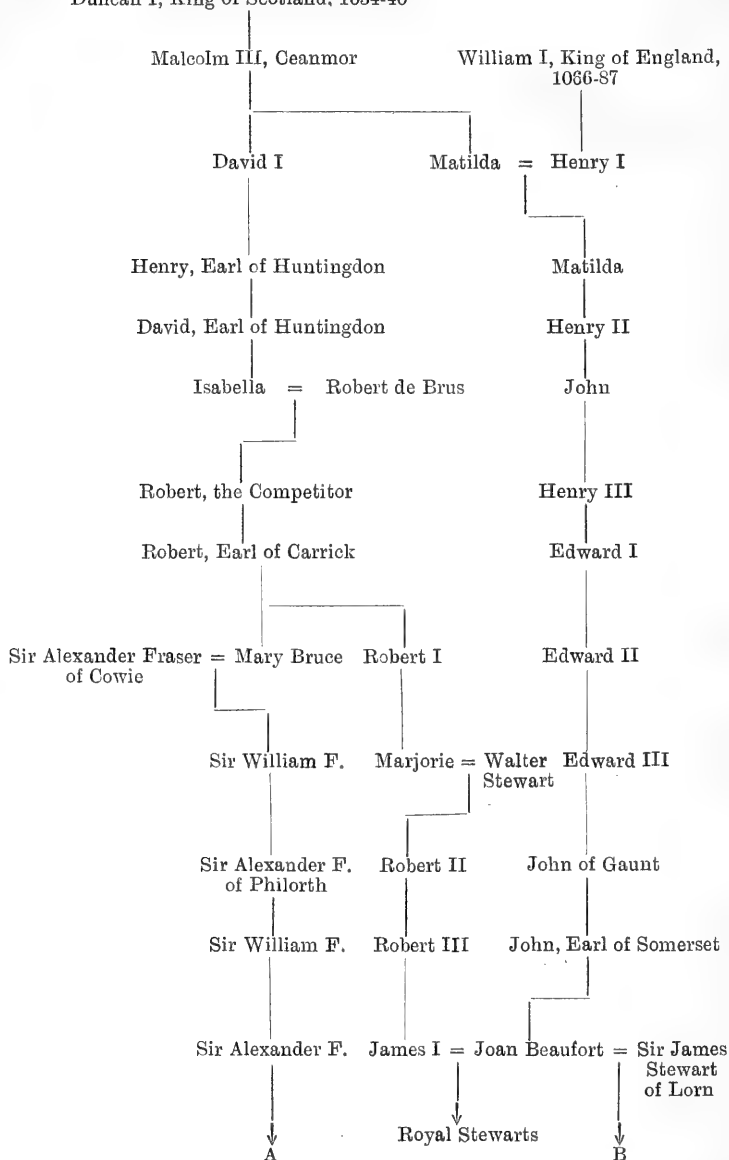 Malcolm III, Ceanmor William I, King of England,
1066-87
David I Matilda = Henry I
Henry, Earl of Huntingdon Matilda
David, Earl of Huntingdon Henry II
Isabella = Robert de Brus John
Robert, the Competitor Henry III
Robert, Earl of Carrick Edward I
Sir Alexander Fraser = Mary Bruce Robert I Edward II
of Cowie
Sir William F. Marjorie = Walter Edward III
Stewart
Sir Alexander F. Robert II John of Gaunt
of Philorth
Sir William F. Robert III John, Earl of Somerset
Sir Alexander F. James I = Joan Beaufort = Sir James
Stewart
of Lorn
Royal Stewarts
A B